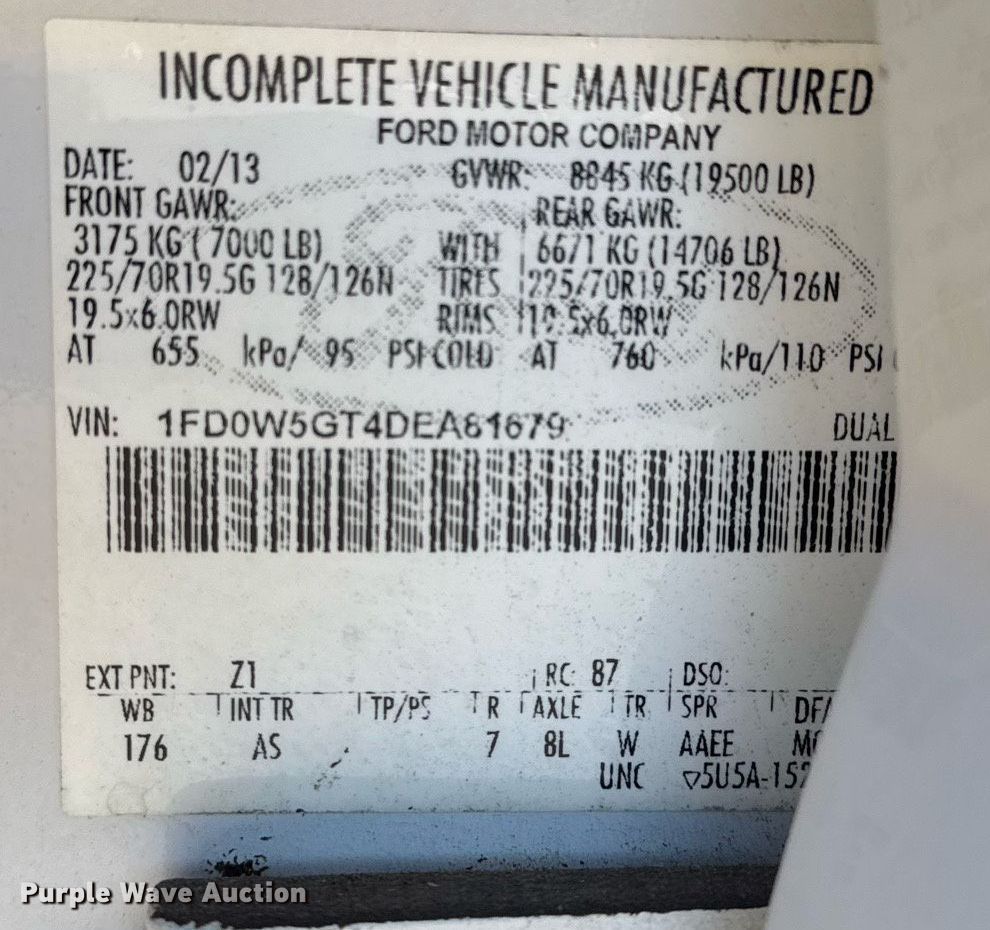 INCOMPLETE VEHICLE MANUFACTURED
FORD MOTOR COMPANY
DATE: 02/13 GVWR: 8845 KG (19500 LB)
FRONT GAWR: REAR GAWR:
3175 KG ( 7000 LB) WITH 6671 KG (14706 LB)
225/70R19.5G 128/126N TIRES 225/70R19.5G 128/126N
19.5x6.0RW RIMS 19.5x6.0RW
AT 655 kPa/ 95 PSI COLD AT 760 kPa/110 PSI
VIN: 1FD0W5GT4DEA81679 DUAL
EXT PNT: Z1 RC: 87 DSO:
WB INT TR TP/PS R AXLE TR SPR
176 AS 7 8L W AAEE
UNC ▽5U5A-152
Purple Wave Auction